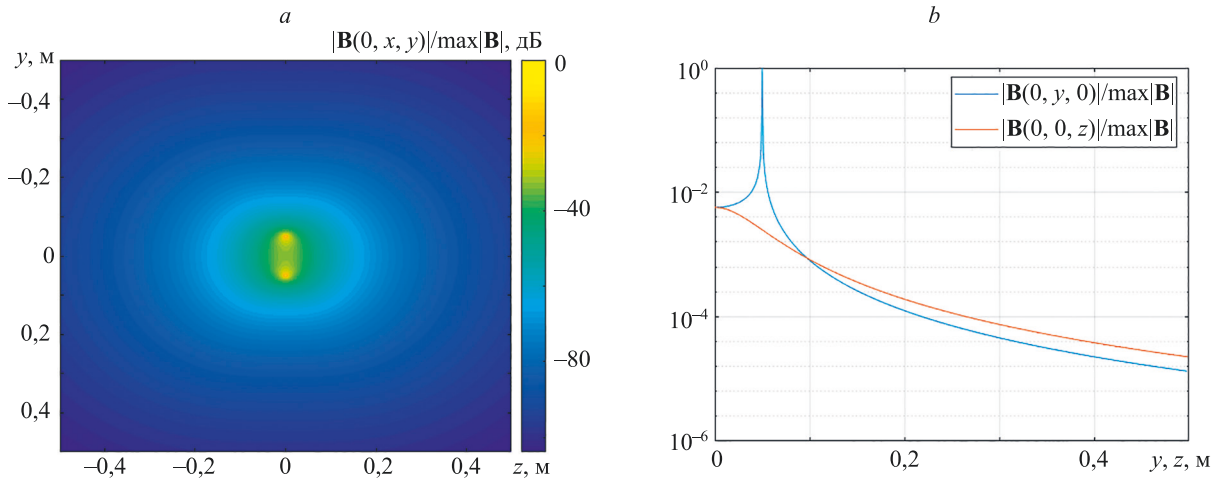 a
|B(0, x, y)|/max|B|, дБ
y, м
–0,4
–0,2
0
0,2
0,4
–0,4
–0,2
0
0,2
0,4
z, м
0
–40
–80
b
10⁰
10⁻²
10⁻⁴
10⁻⁶
|B(0, y, 0)|/max|B|
|B(0, 0, z)|/max|B|
0
0,2
0,4
y, z, м